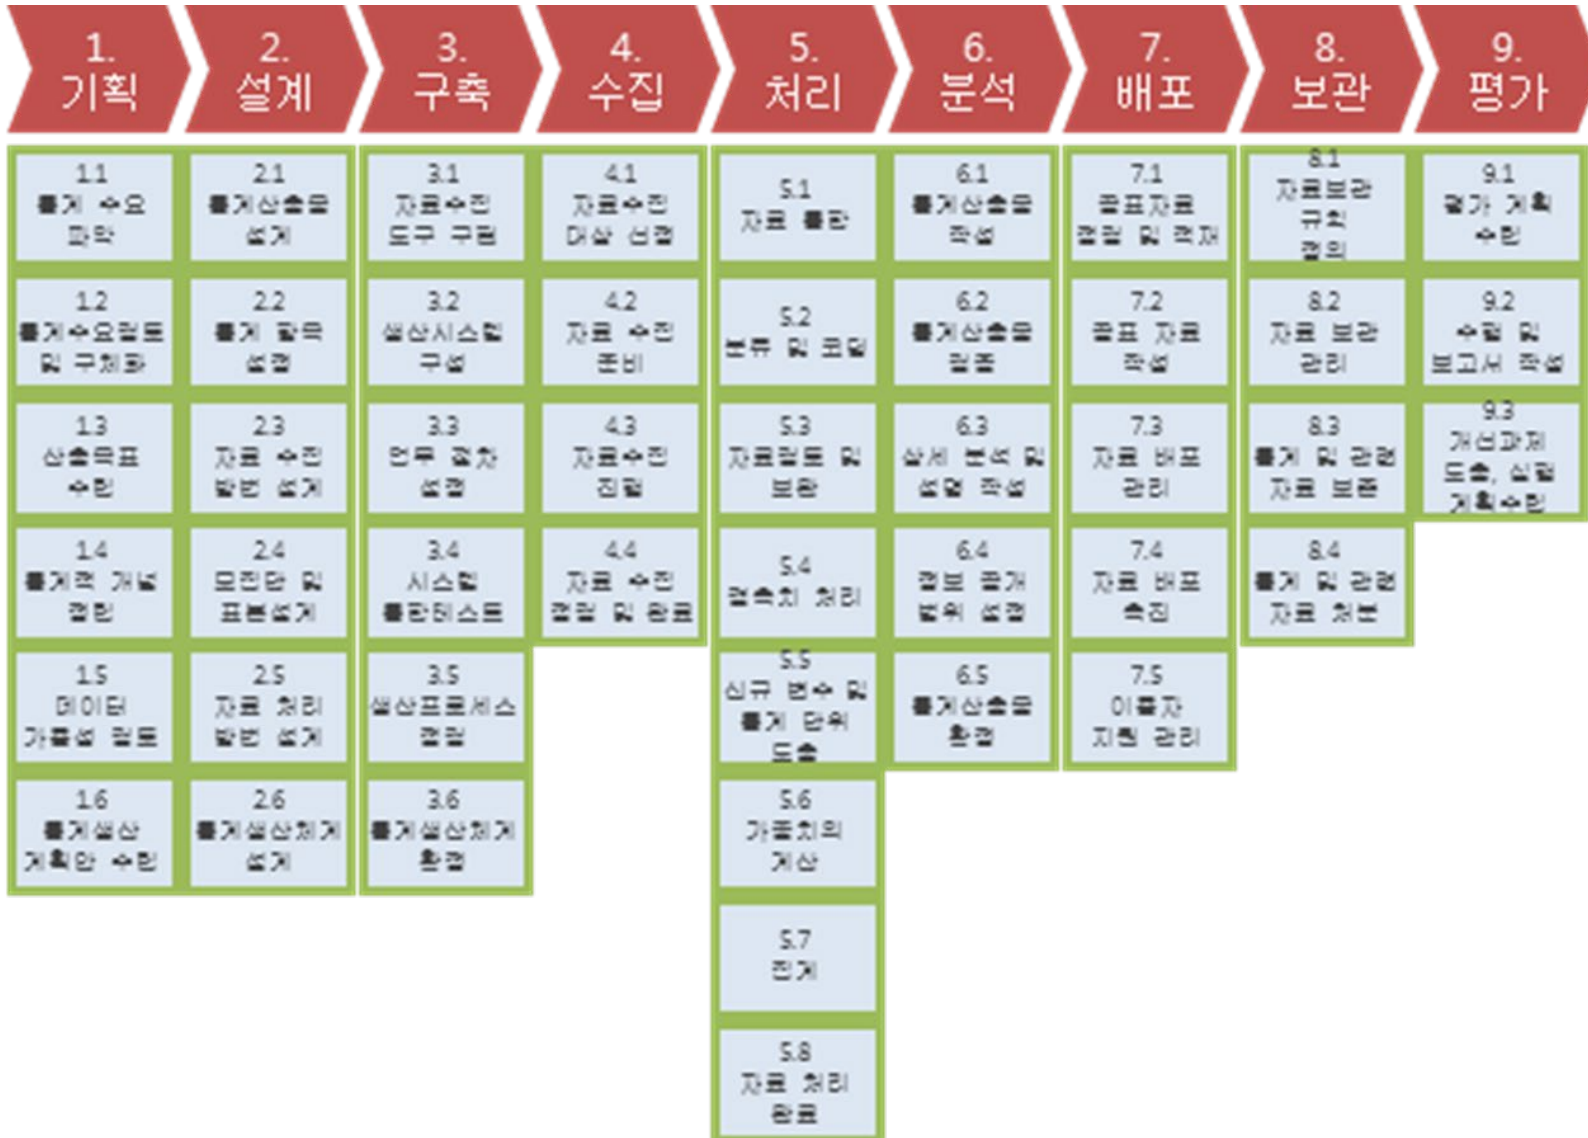 1.
기획
2.
설계
3.
구축
4.
수집
5.
처리
6.
분석
7.
배포
8.
보관
9.
평가
1.1
통계 수요
파악
1.2
통계수요검토
및 구체화
1.3
산출목표
수립
1.4
통계적 개념
정립
1.5
데이터
가용성 검토
1.6
통계생산
계획안 수립
2.1
통계산출물
설계
2.2
통계 항목
설정
2.3
자료 수집
방법 설계
2.4
모집단 및
표본설계
2.5
자료 처리
방법 설계
2.6
통계생산체계
설계
3.1
자료수집
도구 구현
3.2
생산시스템
구성
3.3
업무 절차
설정
3.4
시스템
통합테스트
3.5
생산프로세스
점검
3.6
통계생산체계
확정
4.1
자료수집
대상 선정
4.2
자료 수집
준비
4.3
자료수집
진행
4.4
자료 수집
점검 및 완료
5.1
자료 통합
5.2
분류 및 코딩
5.3
자료검토 및
보완
5.4
결측치 처리
5.5
신규 변수 및
통계 단위
도출
5.6
가중치의
계산
5.7
집계
5.8
자료 처리
완료
6.1
통계산출물
작성
6.2
통계산출물
검증
6.3
상세 분석 및
설명 작성
6.4
정보 공개
범위 설정
6.5
통계산출물
확정
7.1
공표자료
정렬 및 적재
7.2
공표 자료
작성
7.3
자료 배포
관리
7.4
자료 배포
촉진
7.5
이용자
지원 관리
8.1
자료보관
규칙
정의
8.2
자료 보관
관리
8.3
통계 및 관련
자료 보존
8.4
통계 및 관련
자료 처분
9.1
평가 계획
수립
9.2
수행 및
보고서 작성
9.3
개선과제
도출, 실행
계획수립